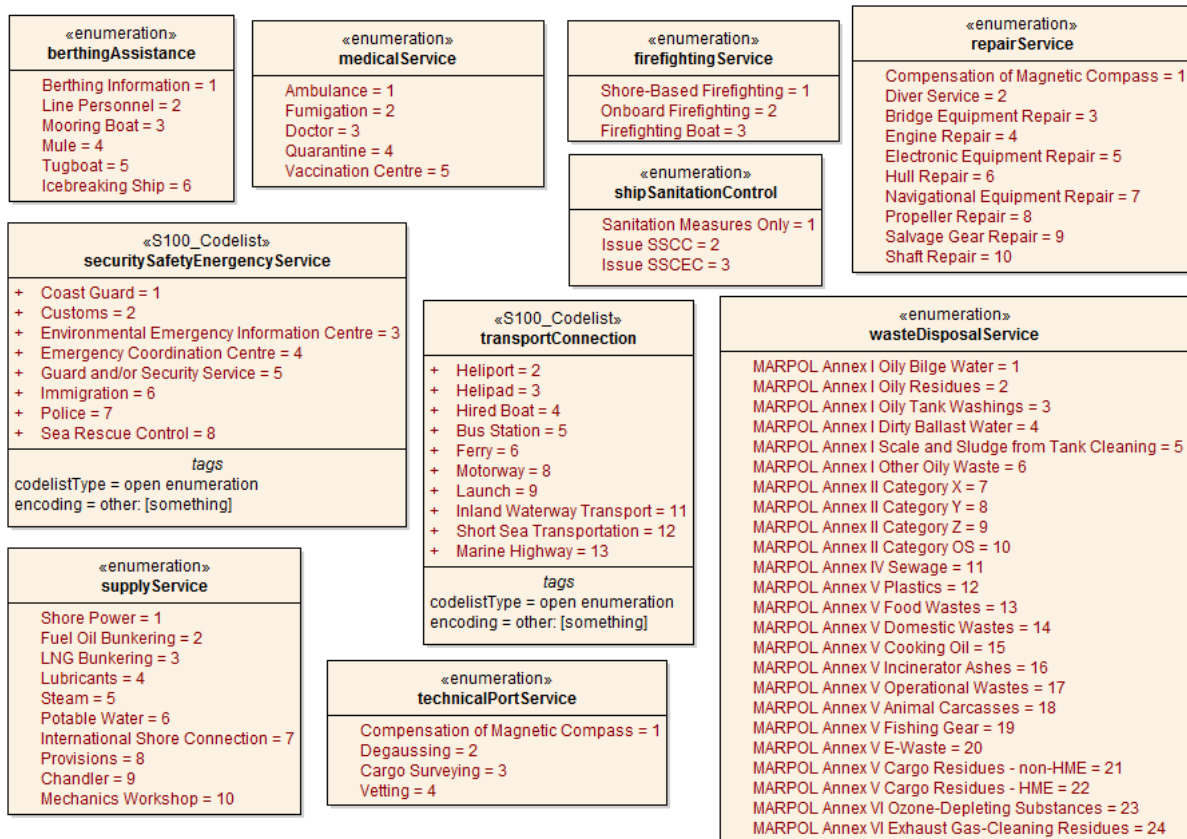 «enumeration»
berthingAssistance
Berthing Information = 1
Line Personnel = 2
Mooring Boat = 3
Mule = 4
Tugboat = 5
Icebreaking Ship = 6
«enumeration»
medicalService
Ambulance = 1
Fumigation = 2
Doctor = 3
Quarantine = 4
Vaccination Centre = 5
«enumeration»
firefightingService
Shore-Based Firefighting = 1
Onboard Firefighting = 2
Firefighting Boat = 3
«enumeration»
repairService
Compensation of Magnetic Compass = 1
Diver Service = 2
Bridge Equipment Repair = 3
Engine Repair = 4
Electronic Equipment Repair = 5
Hull Repair = 6
Navigational Equipment Repair = 7
Propeller Repair = 8
Salvage Gear Repair = 9
Shaft Repair = 10
«enumeration»
shipSanitationControl
Sanitation Measures Only = 1
Issue SSCC = 2
Issue SSCEC = 3
«S100_Codelist»
securitySafetyEmergencyService
+ Coast Guard = 1
+ Customs = 2
+ Environmental Emergency Information Centre = 3
+ Emergency Coordination Centre = 4
+ Guard and/or Security Service = 5
+ Immigration = 6
+ Police = 7
+ Sea Rescue Control = 8
tags
codelistType = open enumeration
encoding = other: [something]
«S100_Codelist»
transportConnection
+ Heliport = 2
+ Helipad = 3
+ Hired Boat = 4
+ Bus Station = 5
+ Ferry = 6
+ Motorway = 8
+ Launch = 9
+ Inland Waterway Transport = 11
+ Short Sea Transportation = 12
+ Marine Highway = 13
tags
codelistType = open enumeration
encoding = other: [something]
«enumeration»
wasteDisposalService
MARPOL Annex I Oily Bilge Water = 1
MARPOL Annex I Oily Residues = 2
MARPOL Annex I Oily Tank Washings = 3
MARPOL Annex I Dirty Ballast Water = 4
MARPOL Annex I Scale and Sludge from Tank Cleaning = 5
MARPOL Annex I Other Oily Waste = 6
MARPOL Annex II Category X = 7
MARPOL Annex II Category Y = 8
MARPOL Annex II Category Z = 9
MARPOL Annex II Category OS = 10
MARPOL Annex IV Sewage = 11
MARPOL Annex V Plastics = 12
MARPOL Annex V Food Wastes = 13
MARPOL Annex V Domestic Wastes = 14
MARPOL Annex V Cooking Oil = 15
MARPOL Annex V Incinerator Ashes = 16
MARPOL Annex V Operational Wastes = 17
MARPOL Annex V Animal Carcasses = 18
MARPOL Annex V Fishing Gear = 19
MARPOL Annex V E-Waste = 20
MARPOL Annex V Cargo Residues - non-HME = 21
MARPOL Annex V Cargo Residues - HME = 22
MARPOL Annex VI Ozone-Depleting Substances = 23
MARPOL Annex VI Exhaust Gas-Cleaning Residues = 24
«enumeration»
supplyService
Shore Power = 1
Fuel Oil Bunkering = 2
LNG Bunkering = 3
Lubricants = 4
Steam = 5
Potable Water = 6
International Shore Connection = 7
Provisions = 8
Chandler = 9
Mechanics Workshop = 10
«enumeration»
technicalPortService
Compensation of Magnetic Compass = 1
Degaussing = 2
Cargo Surveying = 3
Vetting = 4